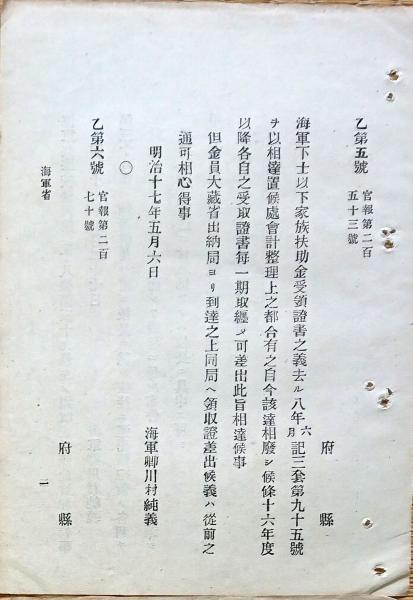 乙第五號 官報第二百五十三號
府縣
海軍下士以下家族扶助金受領證書之義去ル八年六月記三套第九十五號
ヲ以相達置候處會計整理上之都合有之自今該達相廢シ候條十六年度
以降各自之受取證書每一期取纒メ可差出此旨相達候事
但金員大藏省出納局ヨリ到達之上同局ヘ領収證差出候義ハ從前之
通可相心得事
明治十七年五月六日
海軍卿川村純義
〇
乙第六號 官報第二百七十號
府縣
海軍省
一